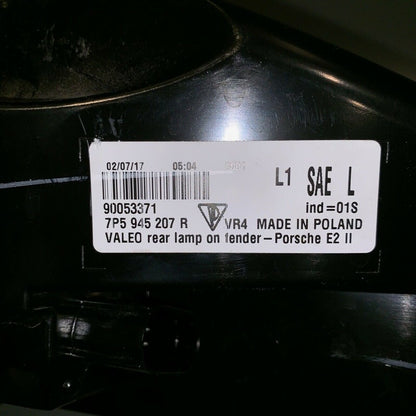 02/07/17 05:04
L1 SAE L
90053371 ind=01S
7P5 945 207 R VR4 MADE IN POLAND
VALEO rear lamp on fender-Porsche E2 II